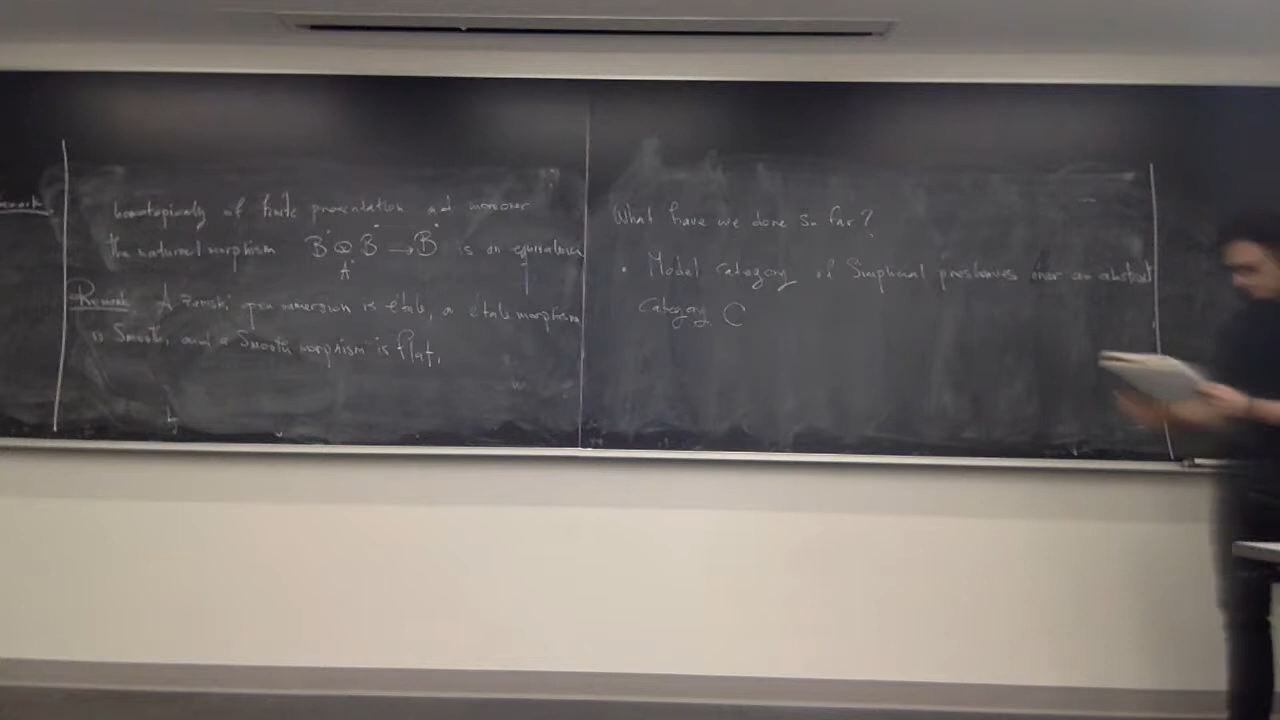 homotopically of finite presentation and moreover
the natural morphism B˙ ⊗ B˙ → B˙ is an equivalence
A˙
Remark A Zariski open immersion is étale, a étale morphism
is Smooth, and a Smooth morphism is flat.
What have we done so far?
• Model category of Simplicial presheaves over an abstract
category C